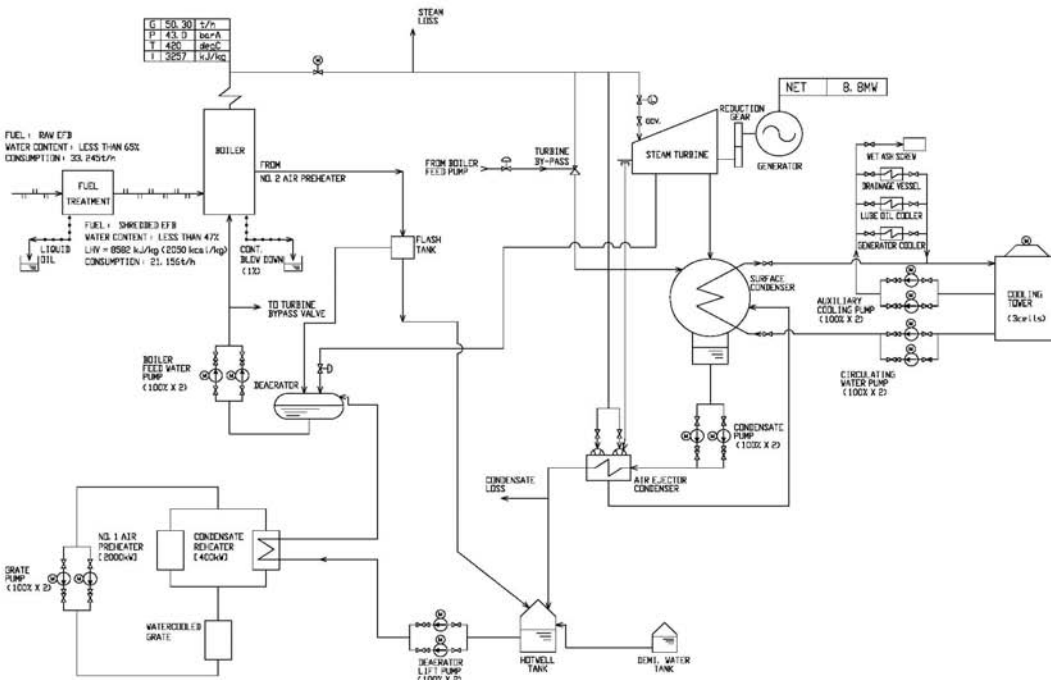 STEAM
LOSS
G 50.30 t/h
P 43.0 barA
T 420 degC
I 3257 kJ/kg
NET 8.8MW
REDUCTION
GEAR
GOV.
STEAM TURBINE
GENERATOR
FUEL : RAW EFB
WATER CONTENT : LESS THAN 65%
CONSUMPTION : 33.245t/h
BOILER
FROM
NO.2 AIR PREHEATER
FROM BOILER
FEED PUMP
TURBINE
BY-PASS
WET ASH SCREW
DRAINAGE VESSEL
LUBE OIL COOLER
GENERATOR COOLER
FUEL
TREATMENT
FUEL : SHREDDED EFB
WATER CONTENT : LESS THAN 47%
LHV = 8582 kJ/kg (2050 kcal/kg)
CONSUMPTION : 21.156t/h
LIQUID
OIL
CONT.
BLOW DOWN
(1%)
FLASH
TANK
SURFACE
CONDENSER
AUXILIARY
COOLING PUMP
(100% X 2)
COOLING
TOWER
(3cells)
TO TURBINE
BYPASS VALVE
BOILER
FEED WATER
PUMP
(100% X 2)
DEAERATOR
CIRCULATING
WATER PUMP
(100% X 2)
CONDENSATE
PUMP
(100% X 2)
AIR EJECTOR
CONDENSER
CONDENSATE
LOSS
NO.1 AIR
PREHEATER
(2000kW)
CONDENSATE
REHEATER
(400kW)
GRATE
PUMP
(100% X 2)
WATERCOOLED
GRATE
DEAERATOR
LIFT PUMP
(100% X 2)
HOTWELL
TANK
DEMI. WATER
TANK